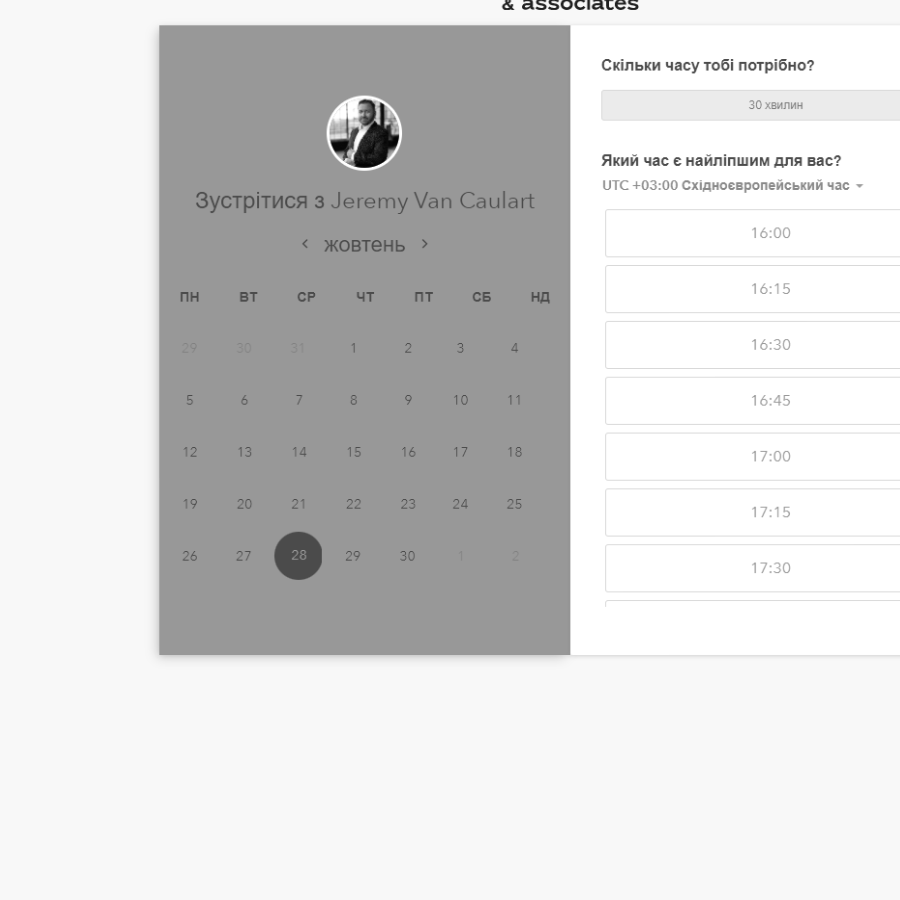 & associates
Зустрітися з Jeremy Van Caulart
жовтень
ПН ВТ СР ЧТ ПТ СБ НД
29 30 31 1 2 3 4
5 6 7 8 9 10 11
12 13 14 15 16 17 18
19 20 21 22 23 24 25
26 27 28 29 30 1 2
Скільки часу тобі потрібно?
30 хвилин
Який час є найліпшим для вас?
UTC +03:00 Східноєвропейський час
16:00
16:15
16:30
16:45
17:00
17:15
17:30